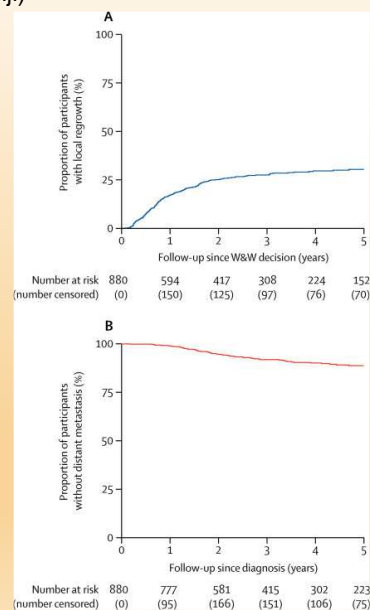 A
100
75
50
25
0
Proportion of participants
with local regrowth (%)
0 1 2 3 4 5
Follow-up since W&W decision (years)
Number at risk 880 594 417 308 224 152
(number censored) (0) (150) (125) (97) (76) (70)
B
100
75
50
25
0
Proportion of participants
without distant metastasis (%)
0 1 2 3 4 5
Follow-up since diagnosis (years)
Number at risk 880 777 581 415 302 223
(number censored) (0) (95) (166) (151) (106) (75)